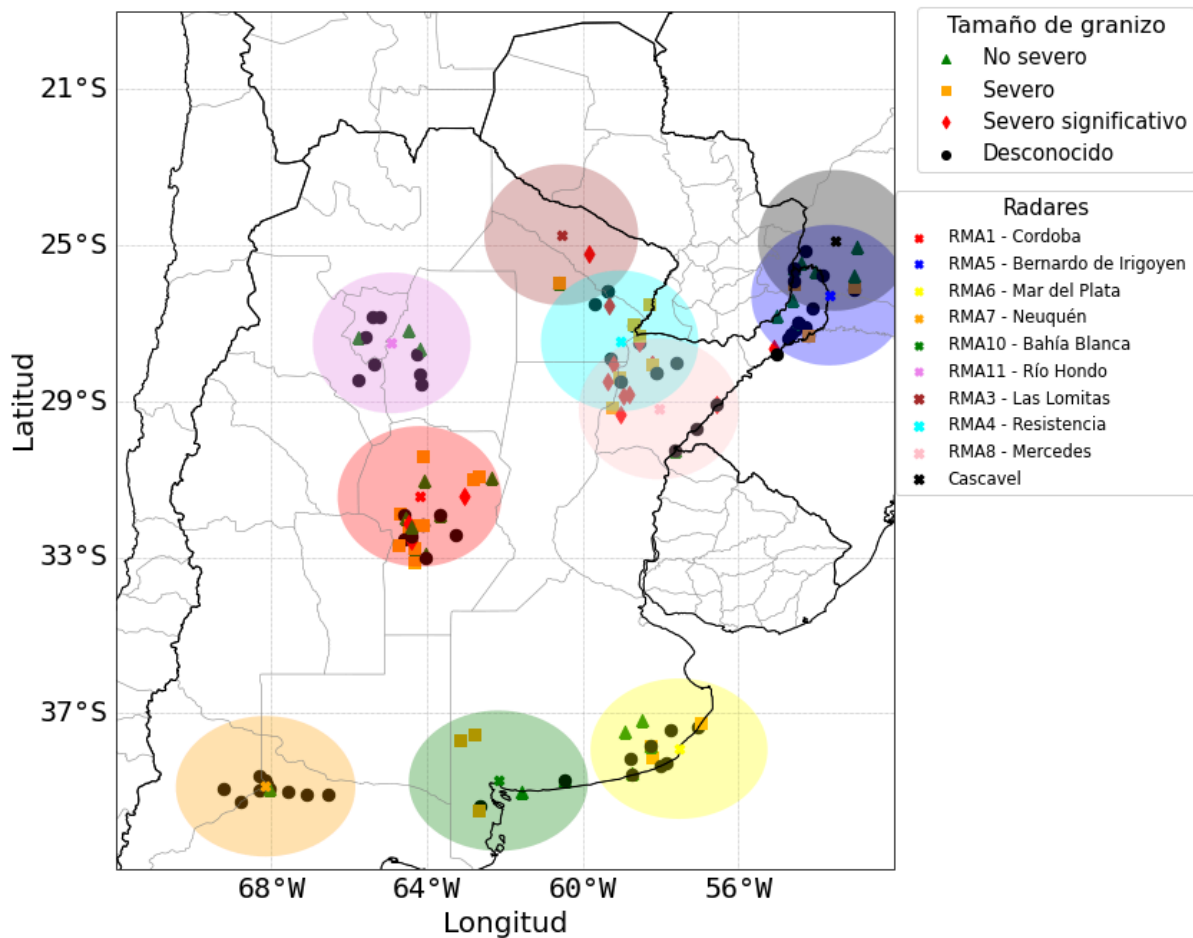 Tamaño de granizo
No severo
Severo
Severo significativo
Desconocido
Radares
RMA1 - Cordoba
RMA5 - Bernardo de Irigoyen
RMA6 - Mar del Plata
RMA7 - Neuquén
RMA10 - Bahía Blanca
RMA11 - Río Hondo
RMA3 - Las Lomitas
RMA4 - Resistencia
RMA8 - Mercedes
Cascavel
Latitud
21°S
25°S
29°S
33°S
37°S
68°W 64°W 60°W 56°W
Longitud